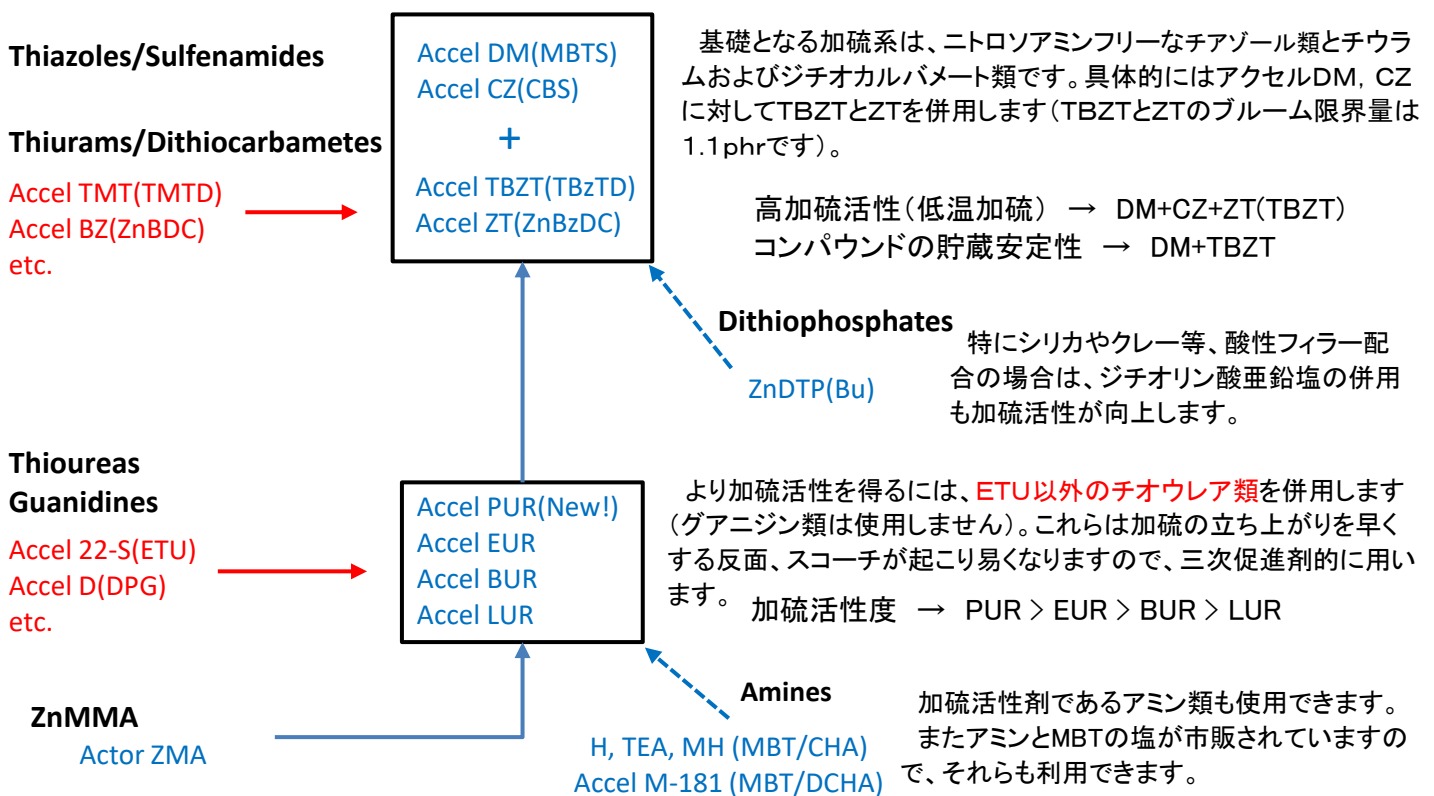 Thiazoles/Sulfenamides
Accel DM(MBTS)
Accel CZ(CBS)
+
Accel TBZT(TBzTD)
Accel ZT(ZnBzDC)
Thiurams/Dithiocarbametes
Accel TMT(TMTD)
Accel BZ(ZnBDC)
etc.
基礎となる加硫系は、ニトロソアミンフリーなチアゾール類とチウラ
ムおよびジチオカルバメート類です。具体的にはアクセルDM，CZ
に対してTBZTとZTを併用します（TBZTとZTのブルーム限界量は
1.1phrです）。
高加硫活性（低温加硫） → DM+CZ+ZT(TBZT)
コンパウンドの貯蔵安定性 → DM+TBZT
Dithiophosphates
ZnDTP(Bu)
特にシリカやクレー等、酸性フィラー配
合の場合は、ジチオリン酸亜鉛塩の併用
も加硫活性が向上します。
Thioureas
Guanidines
Accel 22-S(ETU)
Accel D(DPG)
etc.
Accel PUR(New!)
Accel EUR
Accel BUR
Accel LUR
より加硫活性を得るには、ETU以外のチオウレア類を併用します
（グアニジン類は使用しません）。これらは加硫の立ち上がりを早く
する反面、スコーチが起こり易くなりますので、三次促進剤的に用い
ます。
加硫活性度 → PUR > EUR > BUR > LUR
ZnMMA
Actor ZMA
Amines
H, TEA, MH (MBT/CHA)
Accel M-181 (MBT/DCHA)
加硫活性剤であるアミン類も使用できます。
またアミンとMBTの塩が市販されていますの
で、それらも利用できます。